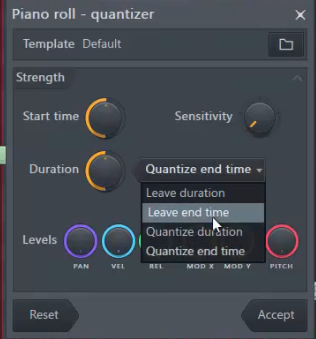 Piano roll - quantizer
Template Default
Strength
Start time Sensitivity
Duration Quantize end time
Leave duration
Leave end time
Quantize duration
Quantize end time
Levels
PAN VEL REL MOD X MOD Y PITCH
Reset Accept